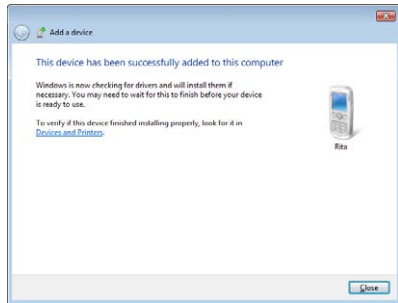 Add a device
This device has been successfully added to this computer
Windows is now checking for drivers and will install them if
necessary. You may need to wait for this to finish before your device
is ready to use.
To verify if this device finished installing properly, look for it in
Devices and Printers.
Rita
Close